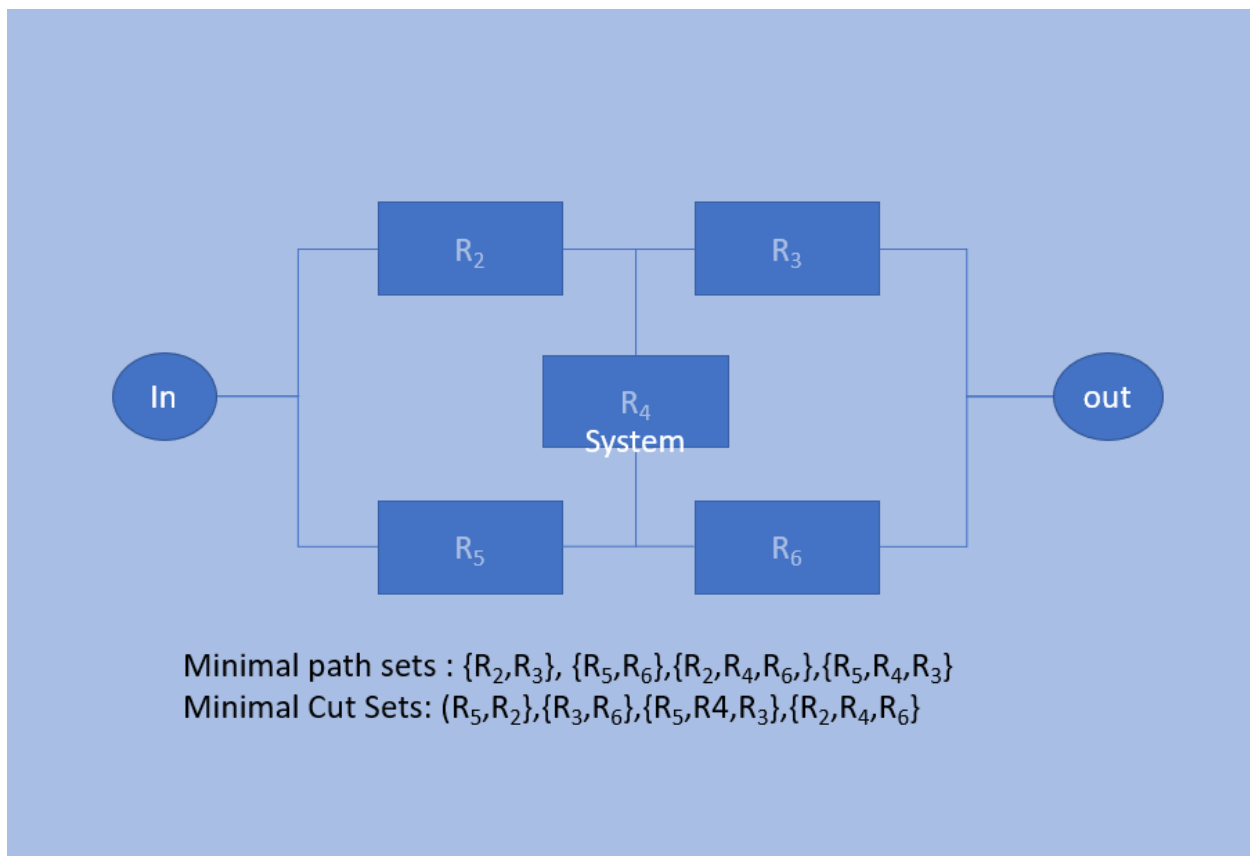 R₂
R₃
In
R₄
out
System
R₅
R₆
Minimal path sets : {R₂,R₃}, {R₅,R₆},{R₂,R₄,R₆,},{R₅,R₄,R₃}
Minimal Cut Sets: (R₅,R₂},{R₃,R₆},{R₅,R4,R₃},{R₂,R₄,R₆}